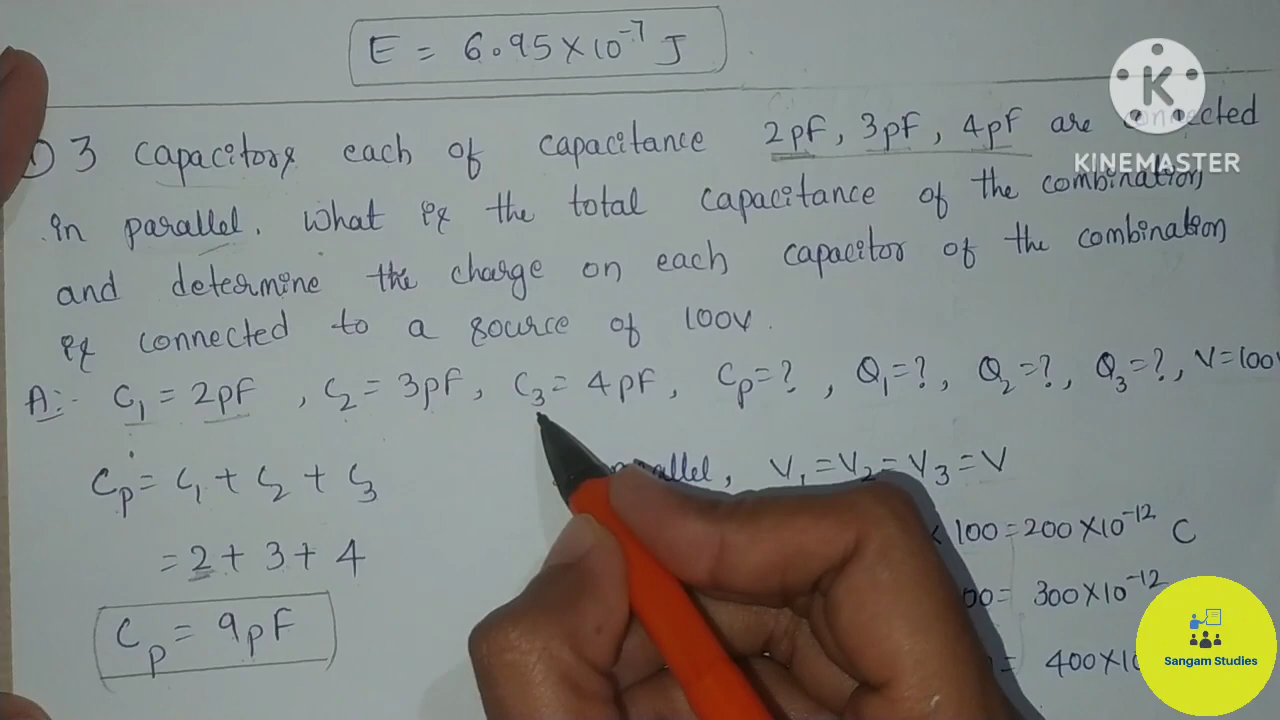 E = 6.95×10⁻⁷ J
K
KINEMASTER
3 capacitors each of capacitance 2pF, 3pF, 4pF are connected
in parallel. What is the total capacitance of the combination
and determine the charge on each capacitor of the combination
is connected to a source of 100V.
A:- C₁ = 2pF, C₂ = 3pF, C₃ = 4pF, Cp = ?, Q₁ = ?, Q₂ = ?, Q₃ = ?, V = 100
Cp = C₁ + C₂ + C₃
V₁ = V₂ = V₃ = V
= 2 + 3 + 4
× 100 = 200×10⁻¹² C
Cp = 9pF
= 300×10⁻¹²
= 400×10
Sangam Studies